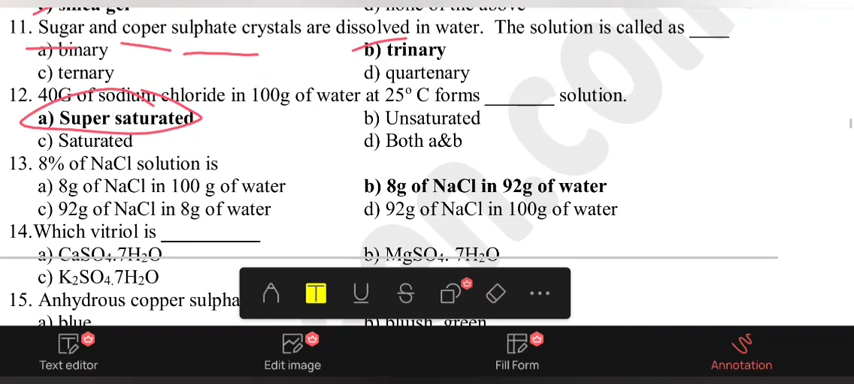 11. Sugar and coper sulphate crystals are dissolved in water. The solution is called as ____
a) binary b) trinary
c) ternary d) quartenary
12. 40G of sodium chloride in 100g of water at 25º C forms _______ solution.
a) Super saturated b) Unsaturated
c) Saturated d) Both a&b
13. 8% of NaCl solution is
a) 8g of NaCl in 100 g of water b) 8g of NaCl in 92g of water
c) 92g of NaCl in 8g of water d) 92g of NaCl in 100g of water
14.Which vitriol is __________
a) CaSO₄.7H₂O b) MgSO₄. 7H₂O
c) K₂SO₄.7H₂O
15. Anhydrous copper sulpha
a) blue b) bluish green
T U S
Text editor Edit image Fill Form Annotation